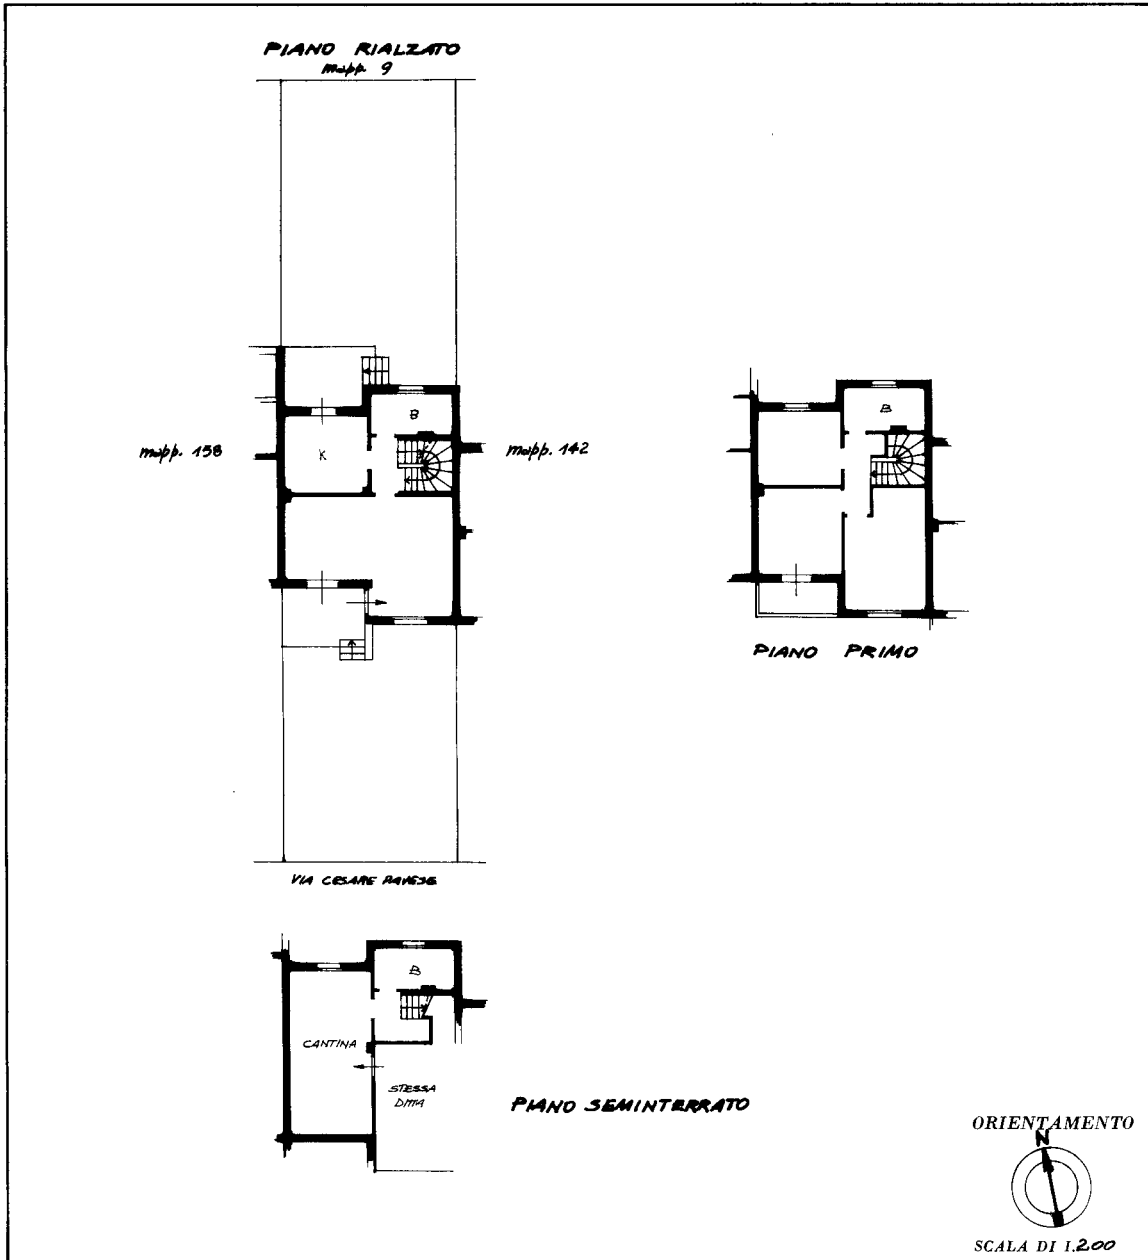 PIANO RIALZATO
mapp. 9
B
K
mapp. 158
mapp. 142
B
PIANO PRIMO
VIA CESARE PAVESE
B
CANTINA
STESSA
DITTA
PIANO SEMINTERRATO
ORIENTAMENTO
N
SCALA DI 1:200